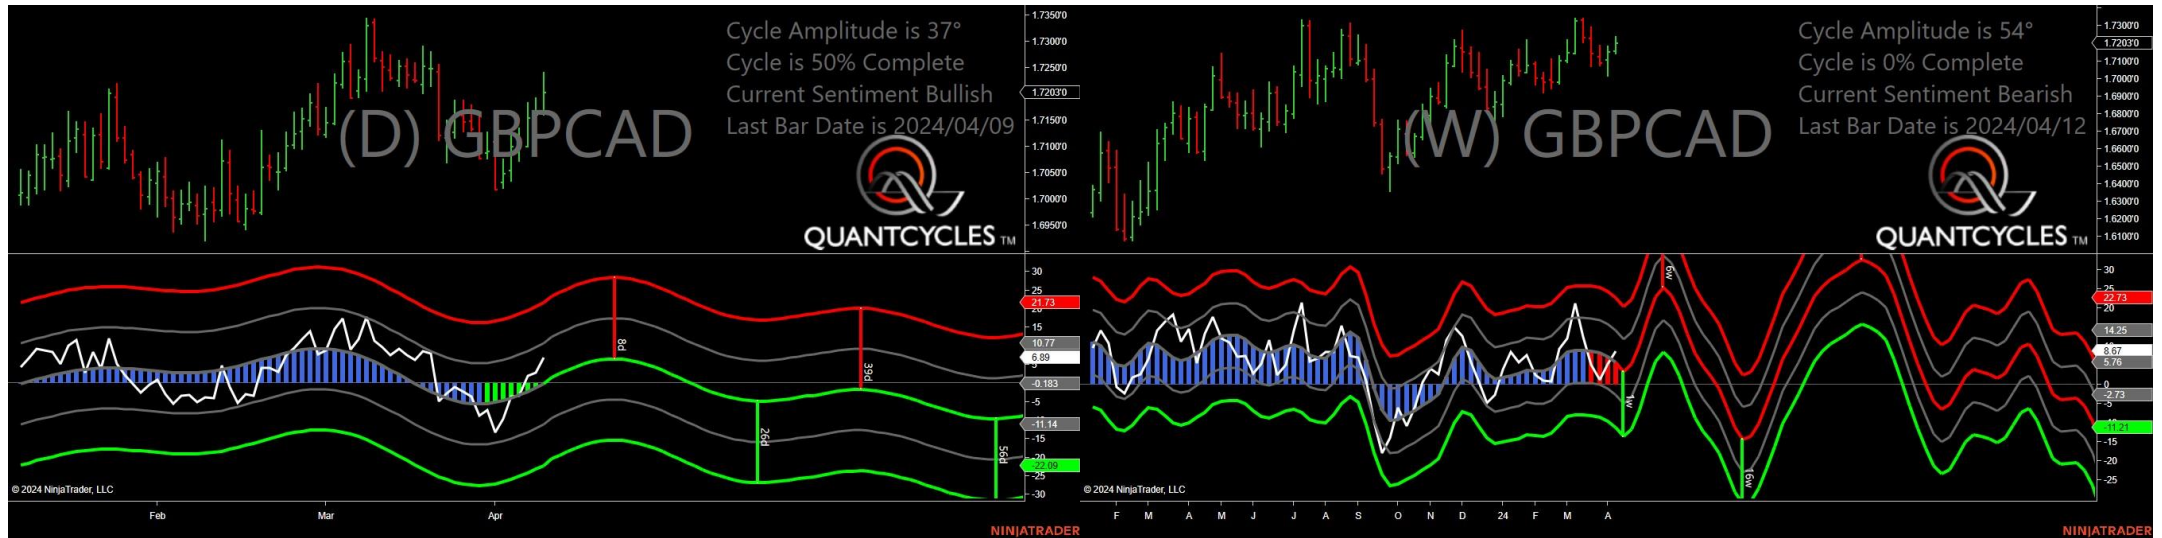 Cycle Amplitude is 37°
Cycle is 50% Complete
Current Sentiment Bullish
Last Bar Date is 2024/04/09
(D) GBPCAD
QUANTCYCLES TM
1.7350'0
1.7300'0
1.7250'0
1.7203'0
1.7150'0
1.7100'0
1.7050'0
1.7000'0
1.6950'0
30
25
21.73
15
10.77
6.89
5
-0.183
-5
-11.14
-15
-20
-22.09
-30
8d
26d
39d
56d
© 2024 NinjaTrader, LLC
Feb Mar Apr
NINJATRADER
Cycle Amplitude is 54°
Cycle is 0% Complete
Current Sentiment Bearish
Last Bar Date is 2024/04/12
(W) GBPCAD
QUANTCYCLES TM
1.7300'0
1.7203'0
1.7100'0
1.7000'0
1.6900'0
1.6800'0
1.6700'0
1.6600'0
1.6500'0
1.6400'0
1.6300'0
1.6200'0
1.6100'0
30
25
22.73
20
14.25
8.67
5.76
0
-2.73
-5
-11.21
-15
-20
-25
1w
6w
16w
© 2024 NinjaTrader, LLC
F M A M J J A S O N D 24 F M A
NINJATRADER